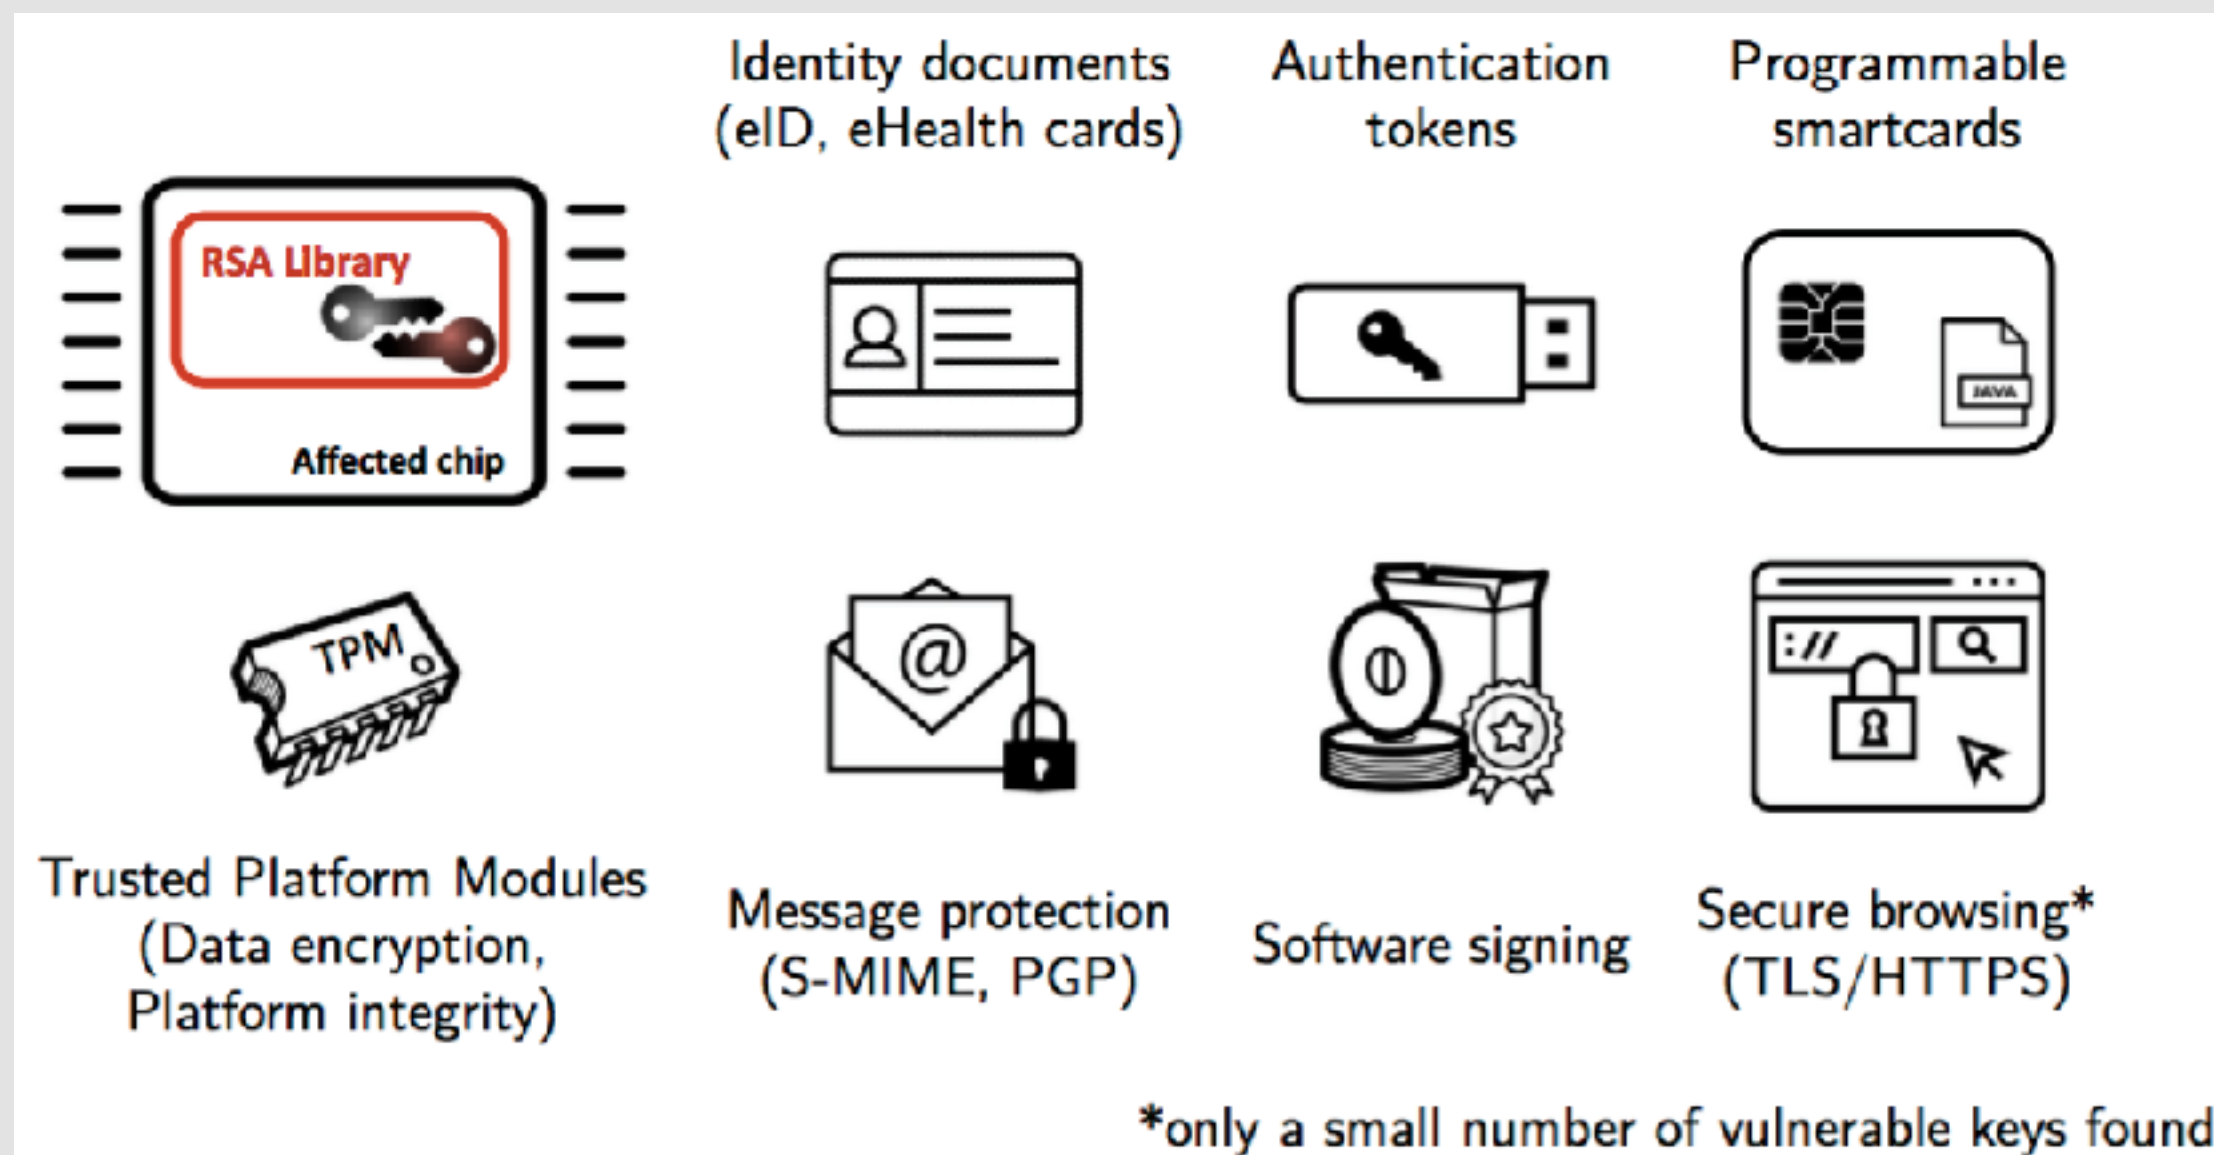 Identity documents
(eID, eHealth cards)
Authentication
tokens
Programmable
smartcards
RSA Library
Affected chip
JAVA
TPM
@
://
Trusted Platform Modules
(Data encryption,
Platform integrity)
Message protection
(S-MIME, PGP)
Software signing
Secure browsing*
(TLS/HTTPS)
*only a small number of vulnerable keys found